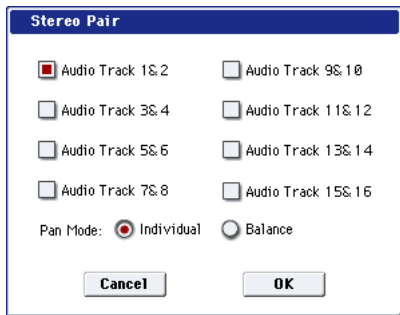 Stereo Pair
Audio Track 1&2
Audio Track 9&10
Audio Track 3&4
Audio Track 11&12
Audio Track 5&6
Audio Track 13&14
Audio Track 7&8
Audio Track 15&16
Pan Mode: Individual Balance
Cancel OK